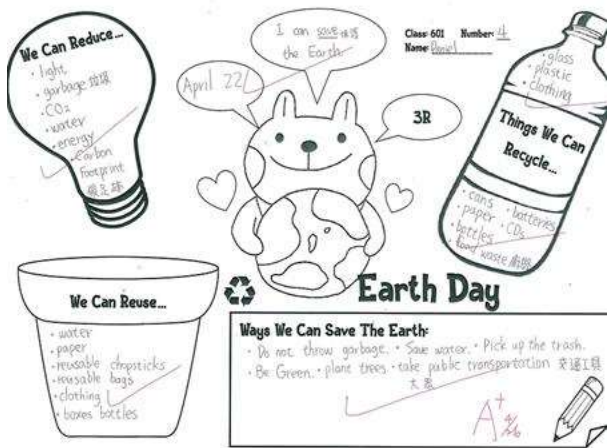 We Can Reduce...
· light
· garbage 垃圾
· CO2
· water
· energy
· Carbon
Footprint
碳足跡
April 22
I can save 保護
the Earth
3R
Class: 601 Number: 4
Name: Daniel
· glass
· plastic
· clothing
Things We Can
Recycle...
· cans · batteries
· paper · CDs
· bottles
· food waste 廚餘
We Can Reuse...
· water
· paper
· reusable chopsticks
· reusable bags
· clothing
· boxes bottles
Earth Day
Ways We Can Save The Earth:
· Do not throw garbage. · Save water. · Pick up the trash.
· Be Green. · plant trees · take public transportation 交通工具
大眾
A+